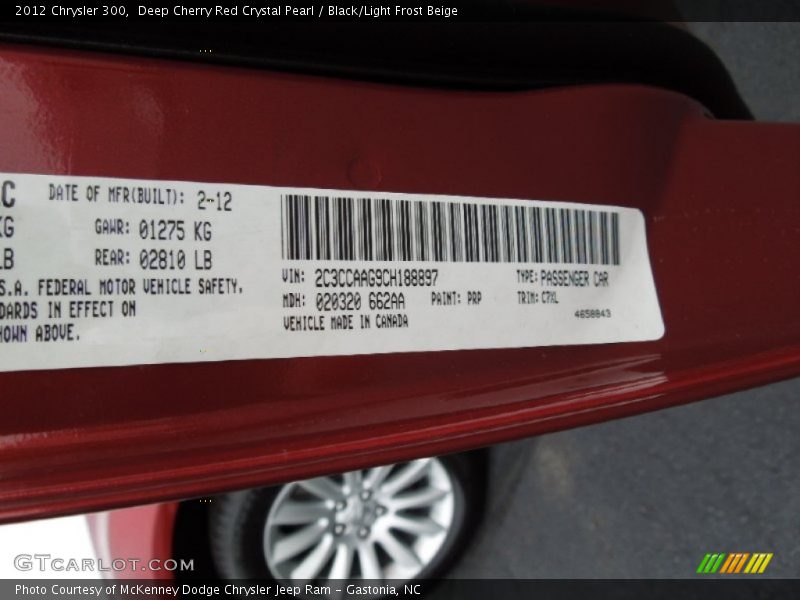 2012 Chrysler 300, Deep Cherry Red Crystal Pearl / Black/Light Frost Beige
C DATE OF MFR(BUILT): 2-12
KG GAWR: 01275 KG
LB REAR: 02810 LB
S.A. FEDERAL MOTOR VEHICLE SAFETY.
DARDS IN EFFECT ON
HOWN ABOVE.
VIN: 2C3CCAAG9CH188897 TYPE: PASSENGER CAR
MDH: 020320 662AA PAINT: PRP TRIM: C7XL
VEHICLE MADE IN CANADA 4658843
GTCARLOT.COM
Photo Courtesy of McKenney Dodge Chrysler Jeep Ram - Gastonia, NC